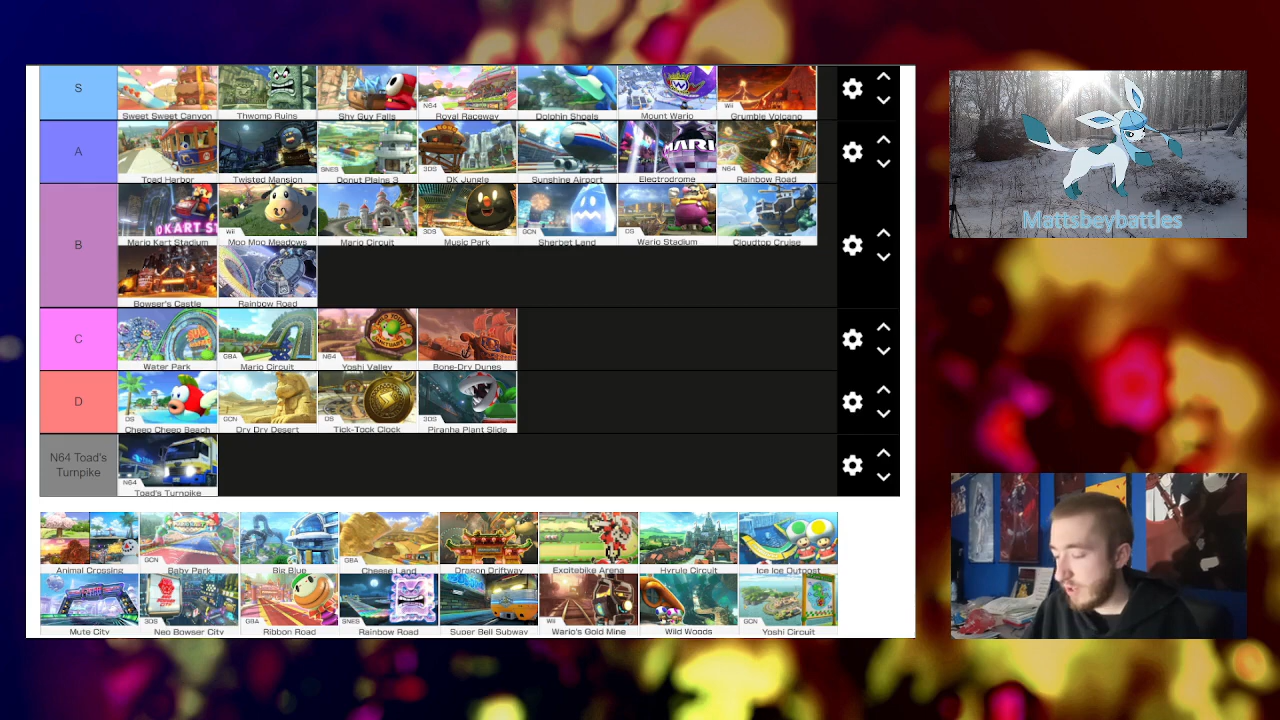 S
Sweet Sweet Canyon Thwomp Ruins Shy Guy Falls N64 Royal Raceway Dolphin Shoals Mount Wario Wii Grumble Volcano
A
Toad Harbor Twisted Mansion SNES Donut Plains 3 3DS DK Jungle Sunshine Airport MARI Electrodrome N64 Rainbow Road
B
OKART ST Mario Kart Stadium Wii Moo Moo Meadows Mario Circuit 3DS Music Park GCN Sherbet Land DS Wario Stadium Cloudtop Cruise
Bowser's Castle Rainbow Road
C
Water Park GBA Mario Circuit N64 Yoshi Valley Bone-Dry Dunes
D
DS Cheep Cheep Beach GCN Dry Dry Desert DS Tick-Tock Clock 3DS Piranha Plant Slide
N64 Toad's
Turnpike
N64 Toad's Turnpike
Animal Crossing GCN Baby Park Big Blue GBA Cheese Land Dragon Driftway Excitebike Arena Hyrule Circuit Ice Ice Outpost
Mute City 3DS Neo Bowser City GBA Ribbon Road SNES Rainbow Road Super Bell Subway Wii Wario's Gold Mine Wild Woods GCN Yoshi Circuit
Mattsbeybattles